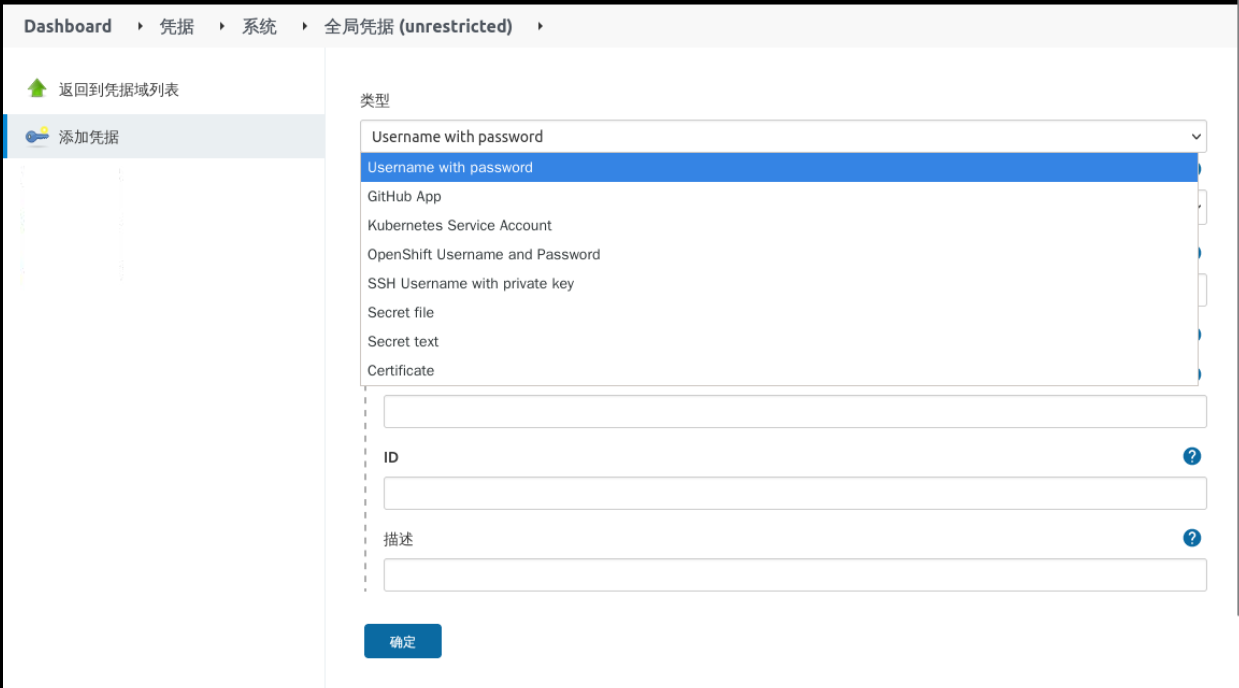 Dashboard 凭据 系统 全局凭据 (unrestricted)
返回到凭据域列表
添加凭据
类型
Username with password
Username with password
GitHub App
Kubernetes Service Account
OpenShift Username and Password
SSH Username with private key
Secret file
Secret text
Certificate
ID ?
描述 ?
确定